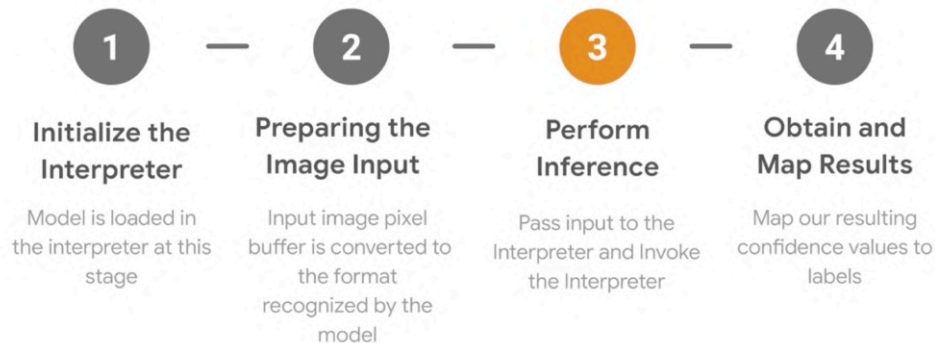 1
2
3
4
Initialize the
Interpreter
Model is loaded in
the interpreter at this
stage
Preparing the
Image Input
Input image pixel
buffer is converted to
the format
recognized by the
model
Perform
Inference
Pass input to the
Interpreter and Invoke
the Interpreter
Obtain and
Map Results
Map our resulting
confidence values to
labels